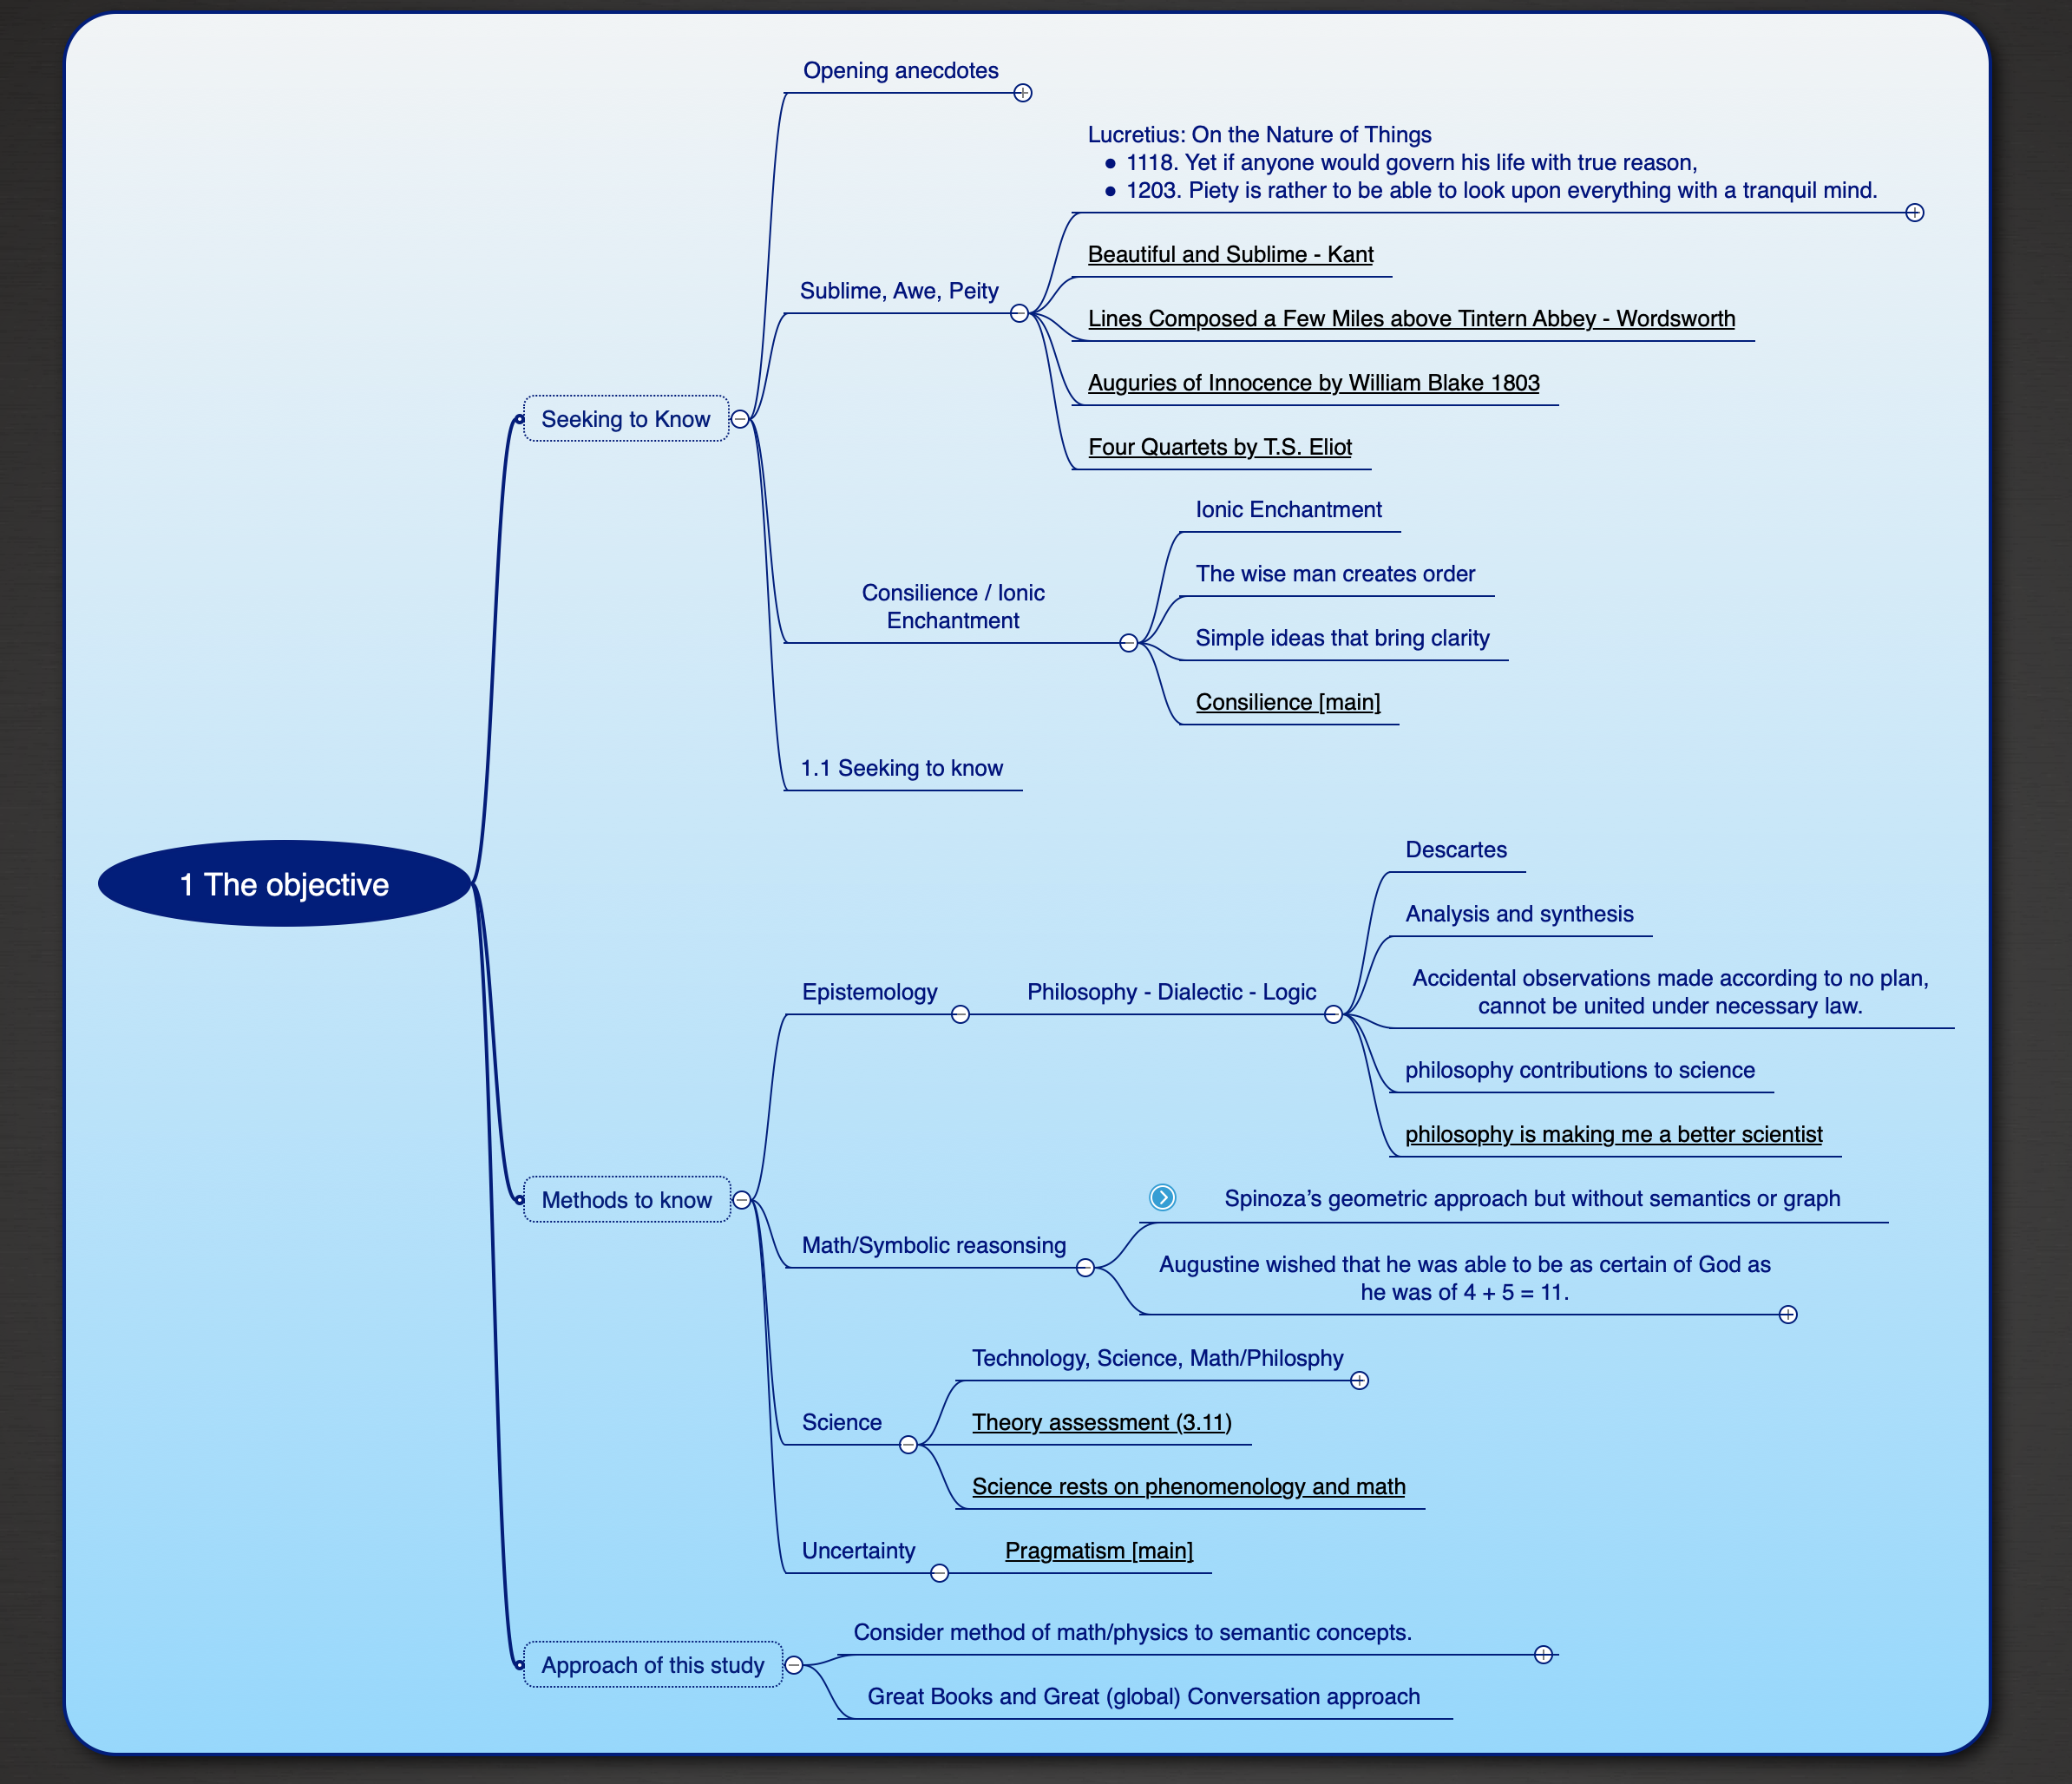 Opening anecdotes
Lucretius: On the Nature of Things
• 1118. Yet if anyone would govern his life with true reason,
• 1203. Piety is rather to be able to look upon everything with a tranquil mind.
Beautiful and Sublime - Kant
Sublime, Awe, Peity
Lines Composed a Few Miles above Tintern Abbey - Wordsworth
Auguries of Innocence by William Blake 1803
Seeking to Know
Four Quartets by T.S. Eliot
Ionic Enchantment
The wise man creates order
Consilience / Ionic
Enchantment
Simple ideas that bring clarity
Consilience [main]
1.1 Seeking to know
1 The objective
Descartes
Analysis and synthesis
Accidental observations made according to no plan,
cannot be united under necessary law.
Epistemology
Philosophy - Dialectic - Logic
philosophy contributions to science
philosophy is making me a better scientist
Methods to know
Spinoza’s geometric approach but without semantics or graph
Math/Symbolic reasonsing
Augustine wished that he was able to be as certain of God as
he was of 4 + 5 = 11.
Technology, Science, Math/Philosphy
Science
Theory assessment (3.11)
Science rests on phenomenology and math
Uncertainty
Pragmatism [main]
Consider method of math/physics to semantic concepts.
Approach of this study
Great Books and Great (global) Conversation approach